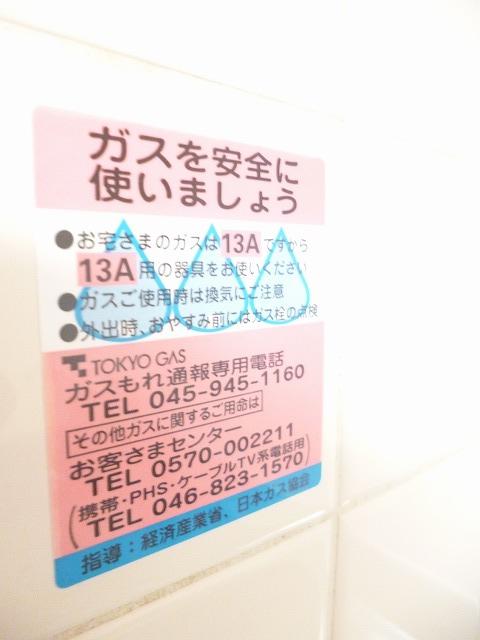 ガスを安全に
使いましょう
●お宅さまのガスは13Aですから
13A用の器具をお使いください
●ガスご使用時は換気にご注意
●外出時、おやすみ前にはガス栓の点検
TOKYO GAS
ガスもれ通報専用電話
TEL 045-945-1160
その他ガスに関するご用命は
お客さまセンター
TEL 0570-002211
(携帯・PHS・ケーブルTV系電話用
TEL 046-823-1570)
指導:経済産業省、日本ガス協会